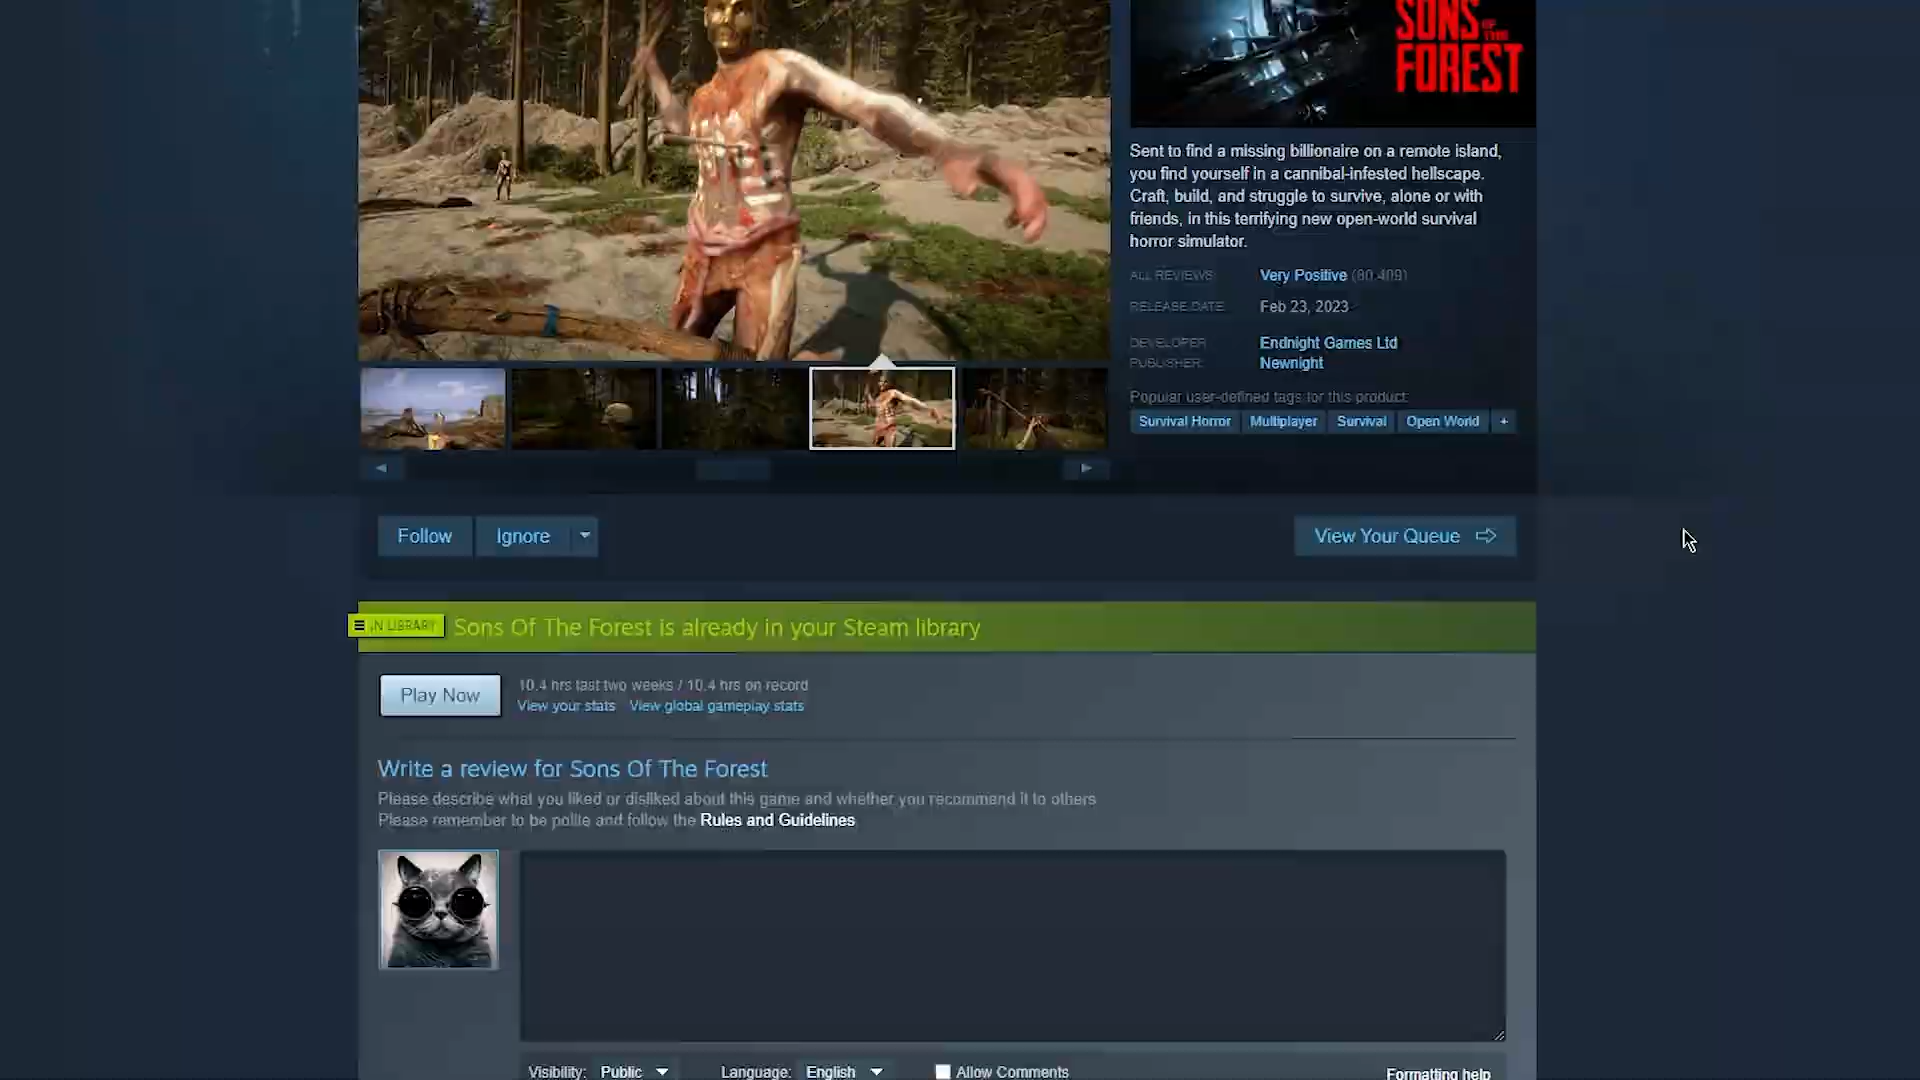 SONS
OF
THE
FOREST
Sent to find a missing billionaire on a remote island,
you find yourself in a cannibal-infested hellscape.
Craft, build, and struggle to survive, alone or with
friends, in this terrifying new open-world survival
horror simulator.
ALL REVIEWS: Very Positive (80,409)
RELEASE DATE: Feb 23, 2023
DEVELOPER: Endnight Games Ltd
PUBLISHER: Newnight
Popular user-defined tags for this product:
Survival Horror Multiplayer Survival Open World +
Follow Ignore View Your Queue
IN LIBRARY Sons Of The Forest is already in your Steam library
Play Now
10.4 hrs last two weeks / 10.4 hrs on record
View your stats View global gameplay stats
Write a review for Sons Of The Forest
Please describe what you liked or disliked about this game and whether you recommend it to others
Please remember to be polite and follow the Rules and Guidelines
Visibility: Public Language: English Allow Comments Formatting help